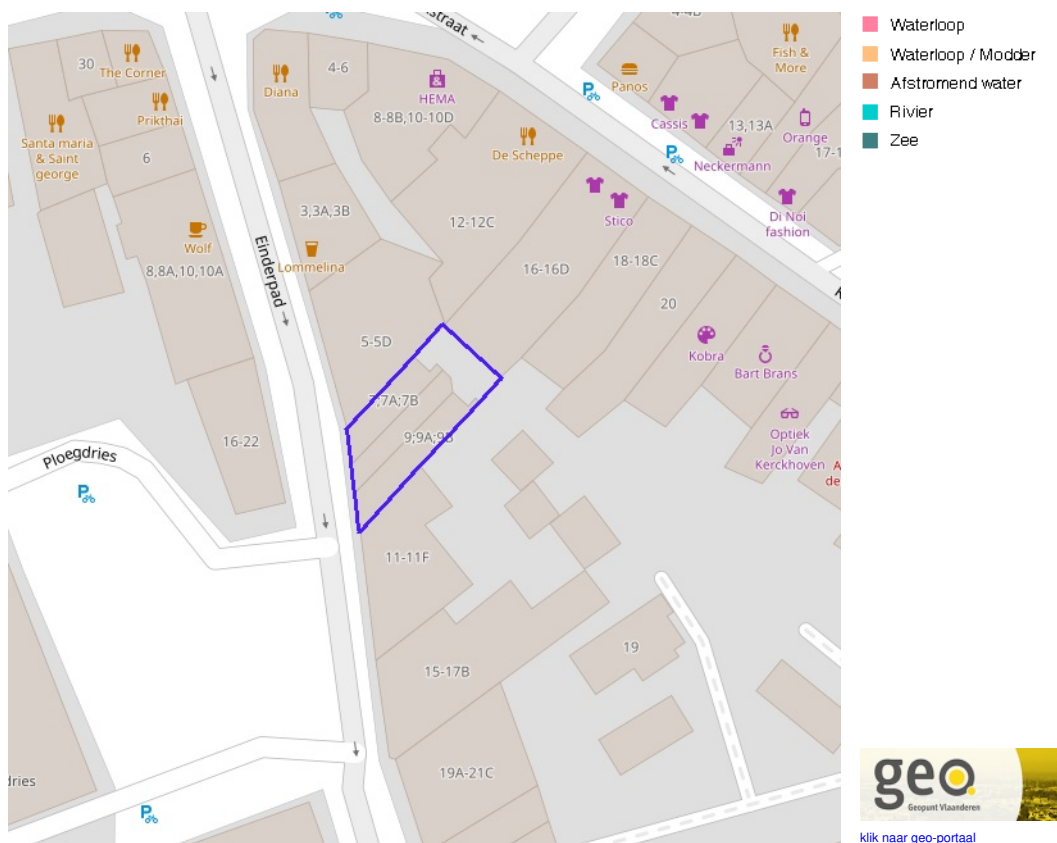 Waterloop
Waterloop / Modder
Afstromend water
Rivier
Zee
30
The Corner
Prikthai
Santa maria
& Saint
george
6
Wolf
8,8A,10,10A
16-22
Ploegdries
Einderpad
Diana
4-6
HEMA
8-8B,10-10D
De Scheppe
Panos
Cassis
13,13A
Neckermann
Orange
Fish &
More
Di Noi
fashion
Stico
3,3A,3B
Lommelina
12-12C
16-16D
18-18C
20
Kobra
Bart Brans
Optiek
Jo Van
Kerckhoven
5-5D
7;7A;7B
9;9A;9B
11-11F
15-17B
19
19A-21C
geo
Geopunt Vlaanderen
klik naar geo-portaal